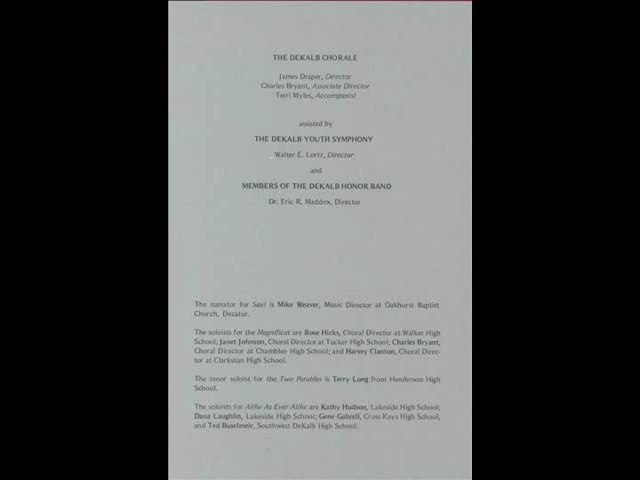 THE DEKALB CHORALE
James Draper, Director
Charles Bryant, Associate Director
Terri Myles, Accompanist
assisted by
THE DEKALB YOUTH SYMPHONY
Walter E. Lortz, Director
and
MEMBERS OF THE DEKALB HONOR BAND
Dr. Eric R. Maddox, Director
The narrator for Saul is Mike Weaver, Music Director at Oakhurst Baptist
Church, Decatur.
The soloists for the Magnificat are Rose Hicks, Choral Director at Walker High
School; Janet Johnson, Choral Director at Tucker High School; Charles Bryant,
Choral Director at Chamblee High School; and Harvey Clanton, Choral Direc-
tor at Clarkston High School.
The tenor soloist for the Two Parables is Terry Long from Henderson High
School.
The soloists for Alike As Ever Alike are Kathy Hudson, Lakeside High School;
Dana Laughlin, Lakeside High School; Gene Gabrell, Cross Keys High School,
and Ted Buselmeir, Southwest DeKalb High School.